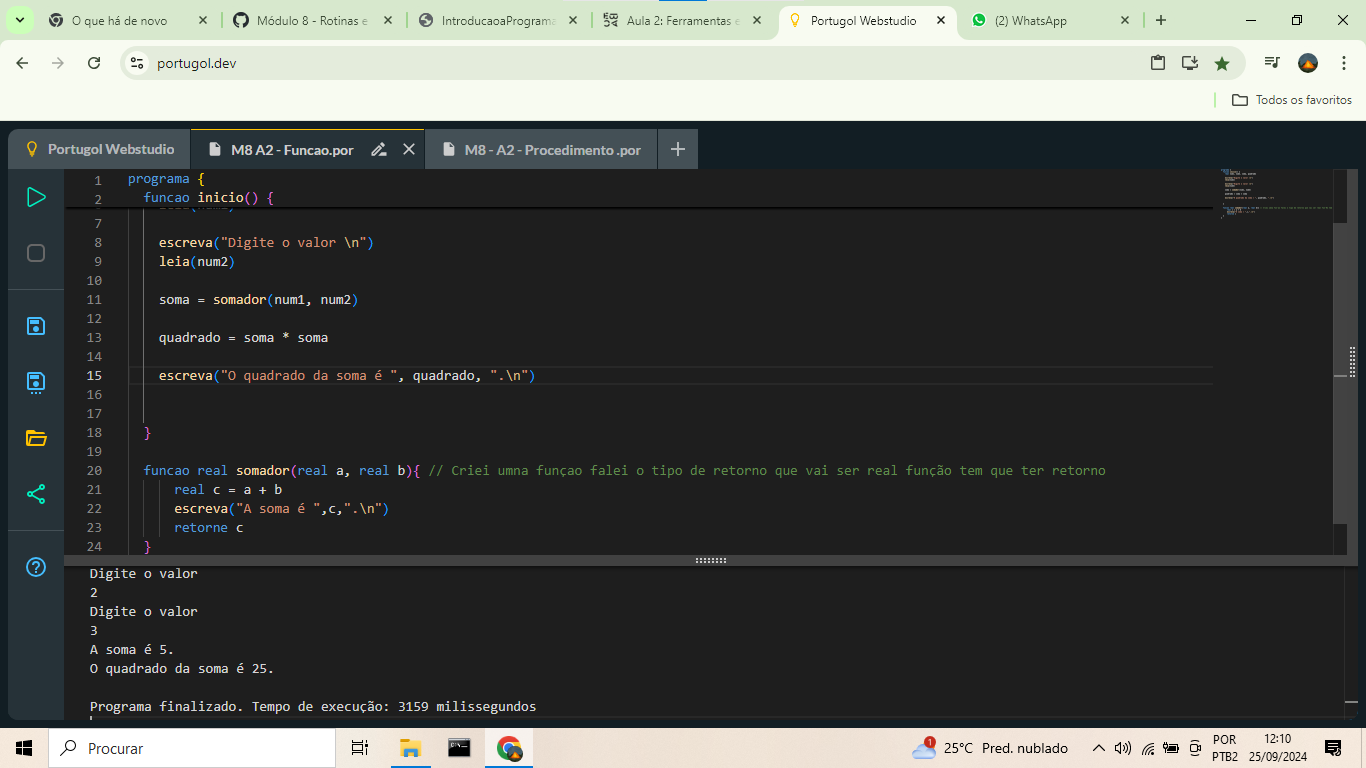 O que há de novo
Módulo 8 - Rotinas e
IntroducaoaPrograma
Aula 2: Ferramentas e
Portugol Webstudio
(2) WhatsApp
portugol.dev
Todos os favoritos
Portugol Webstudio
M8 A2 - Funcao.por
M8 - A2 - Procedimento .por
1 programa {
2 funcao inicio() {
7
8 escreva("Digite o valor \n")
9 leia(num2)
10
11 soma = somador(num1, num2)
12
13 quadrado = soma * soma
14
15 escreva("O quadrado da soma é ", quadrado, ".\n")
16
17
18 }
19
20 funcao real somador(real a, real b){ // Criei umna funçao falei o tipo de retorno que vai ser real função tem que ter retorno
21 real c = a + b
22 escreva("A soma é ",c,".\n")
23 retorne c
24 }
Digite o valor
2
Digite o valor
3
A soma é 5.
O quadrado da soma é 25.
Programa finalizado. Tempo de execução: 3159 milissegundos
Procurar
1
25°C Pred. nublado
POR
PTB2
12:10
25/09/2024